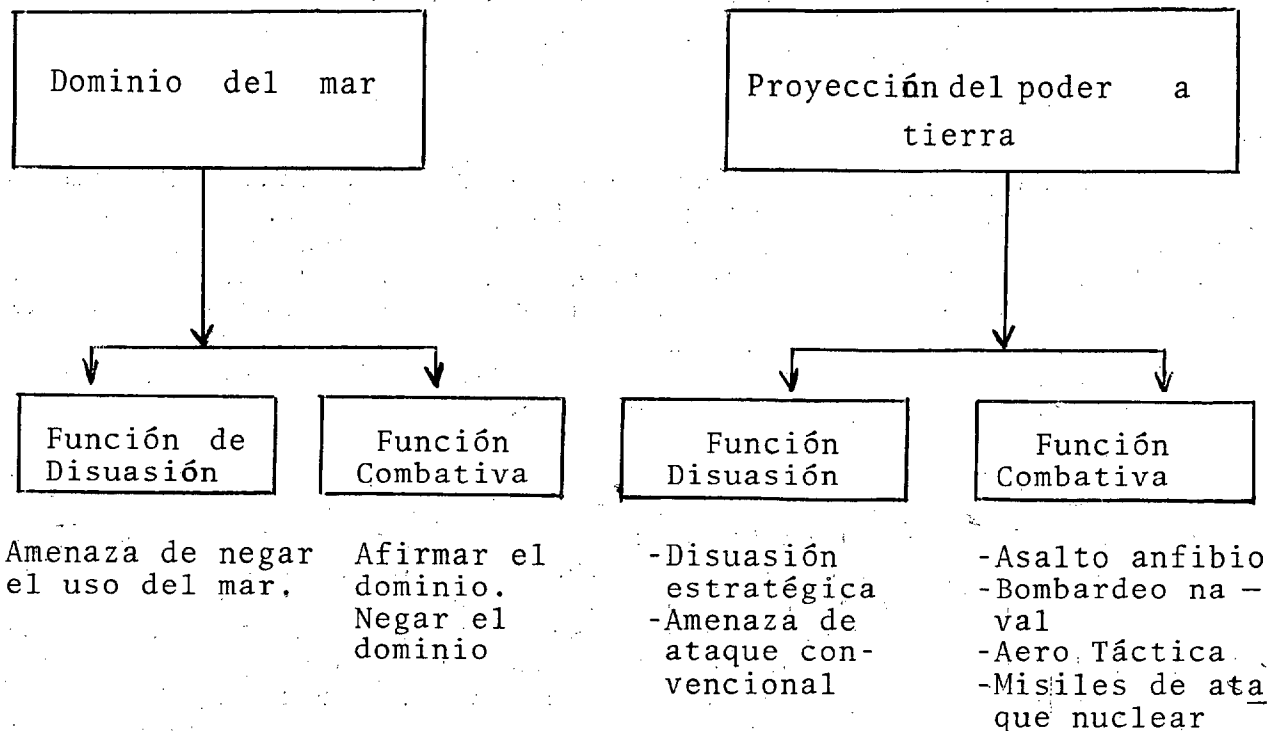 Dominio del mar
Proyección del poder a
tierra
Función de
Disuasión
Función
Combativa
Función
Disuasión
Función
Combativa
Amenaza de negar
el uso del mar.
Afirmar el
dominio.
Negar el
dominio
-Disuasión
estratégica
-Amenaza de
ataque con-
vencional
-Asalto anfibio
-Bombardeo na-
val
-Aero Táctica
-Misiles de ata
que nuclear